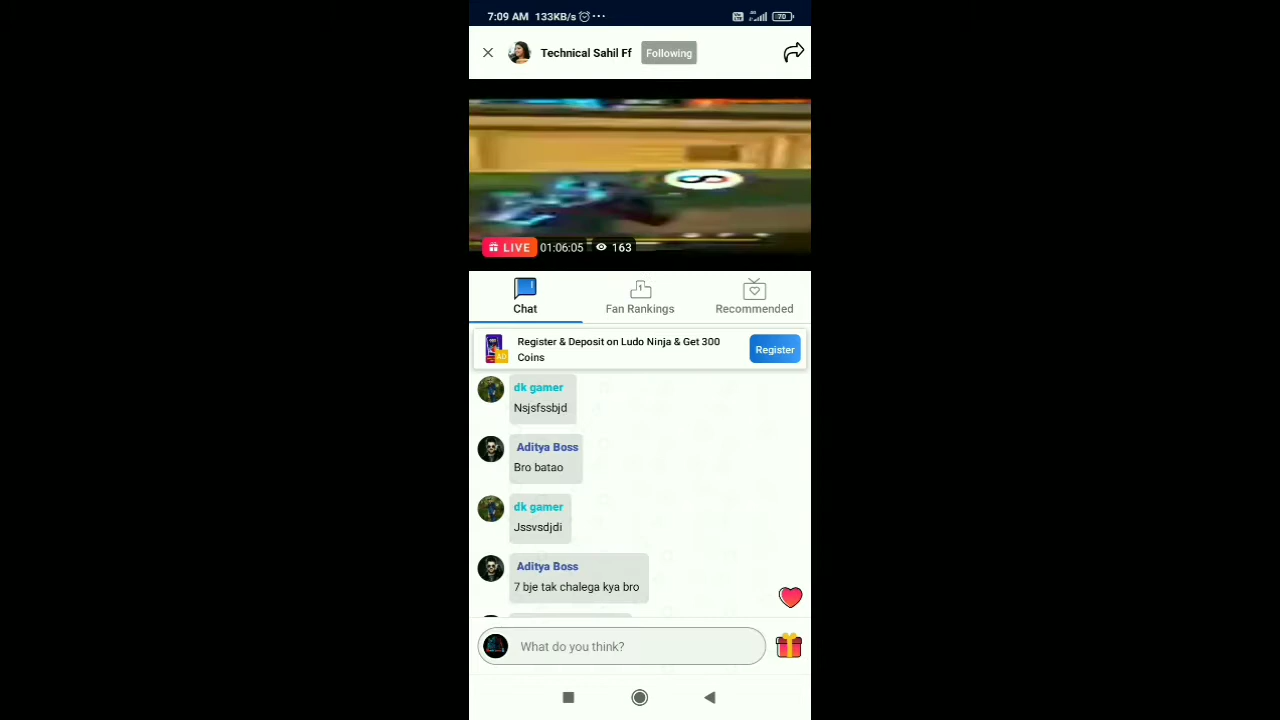 7:09 AM 133KB/s
70
Technical Sahil Ff Following
LIVE 01:06:05 163
Chat Fan Rankings Recommended
Register & Deposit on Ludo Ninja & Get 300
Coins
AD
Register
dk gamer
Nsjsfssbjd
Aditya Boss
Bro batao
dk gamer
Jssvsdjdi
Aditya Boss
7 bje tak chalega kya bro
What do you think?